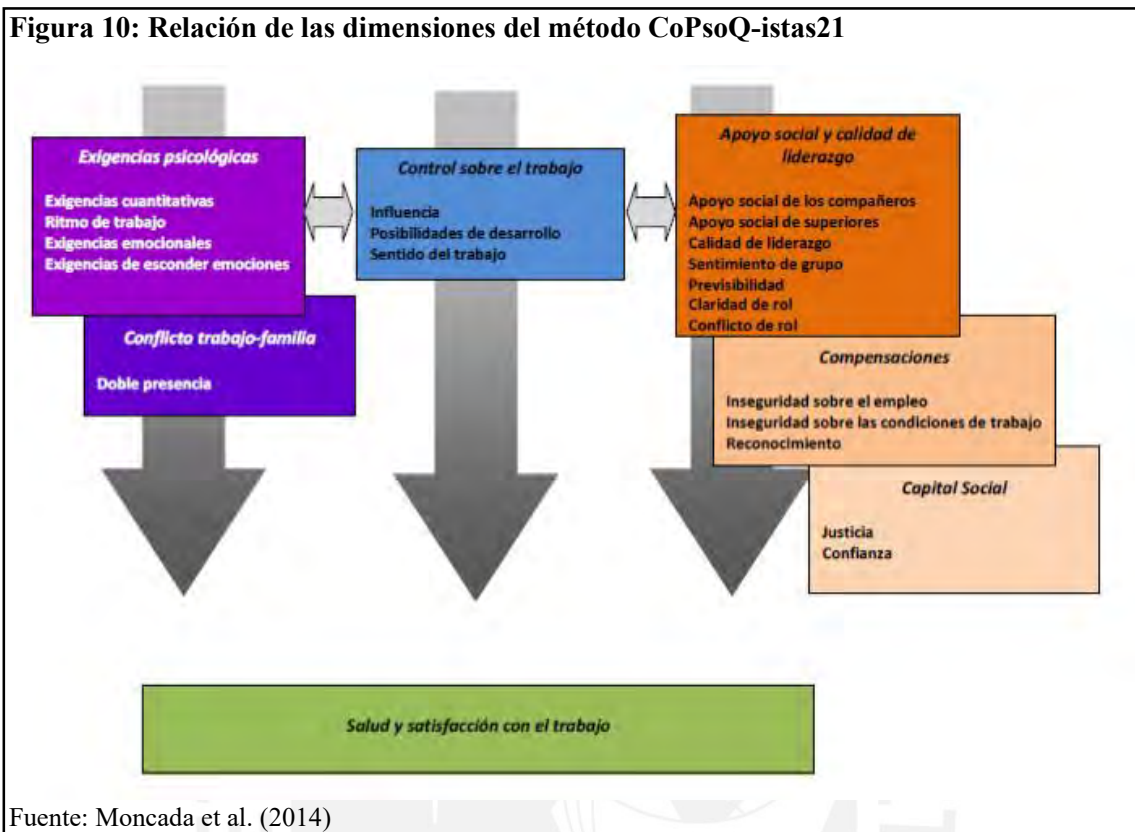 Figura 10: Relación de las dimensiones del método CoPsoQ-istas21
Exigencias psicológicas
Exigencias cuantitativas
Ritmo de trabajo
Exigencias emocionales
Exigencias de esconder emociones
Conflicto trabajo-familia
Doble presencia
Control sobre el trabajo
Influencia
Posibilidades de desarrollo
Sentido del trabajo
Apoyo social y calidad de
liderazgo
Apoyo social de los compañeros
Apoyo social de superiores
Calidad de liderazgo
Sentimiento de grupo
Previsibilidad
Claridad de rol
Conflicto de rol
Compensaciones
Inseguridad sobre el empleo
Inseguridad sobre las condiciones de trabajo
Reconocimiento
Capital Social
Justicia
Confianza
Salud y satisfacción con el trabajo
Fuente: Moncada et al. (2014)